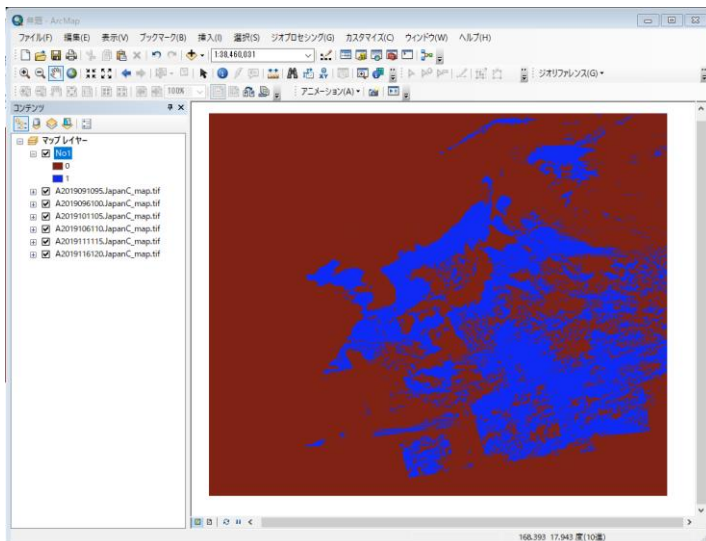 無題 - ArcMap
ファイル(F) 編集(E) 表示(V) ブックマーク(B) 挿入(I) 選択(S) ジオプロセシング(G) カスタマイズ(C) ウィンドウ(W) ヘルプ(H)
1:38,460,031
ジオリファレンス(G)
100% アニメーション(A)
コンテンツ
マップ レイヤー
No1
0
1
A2019091095.JapanC_map.tif
A2019096100.JapanC_map.tif
A2019101105.JapanC_map.tif
A2019106110.JapanC_map.tif
A2019111115.JapanC_map.tif
A2019116120.JapanC_map.tif
168.393 17.943 度(10進)